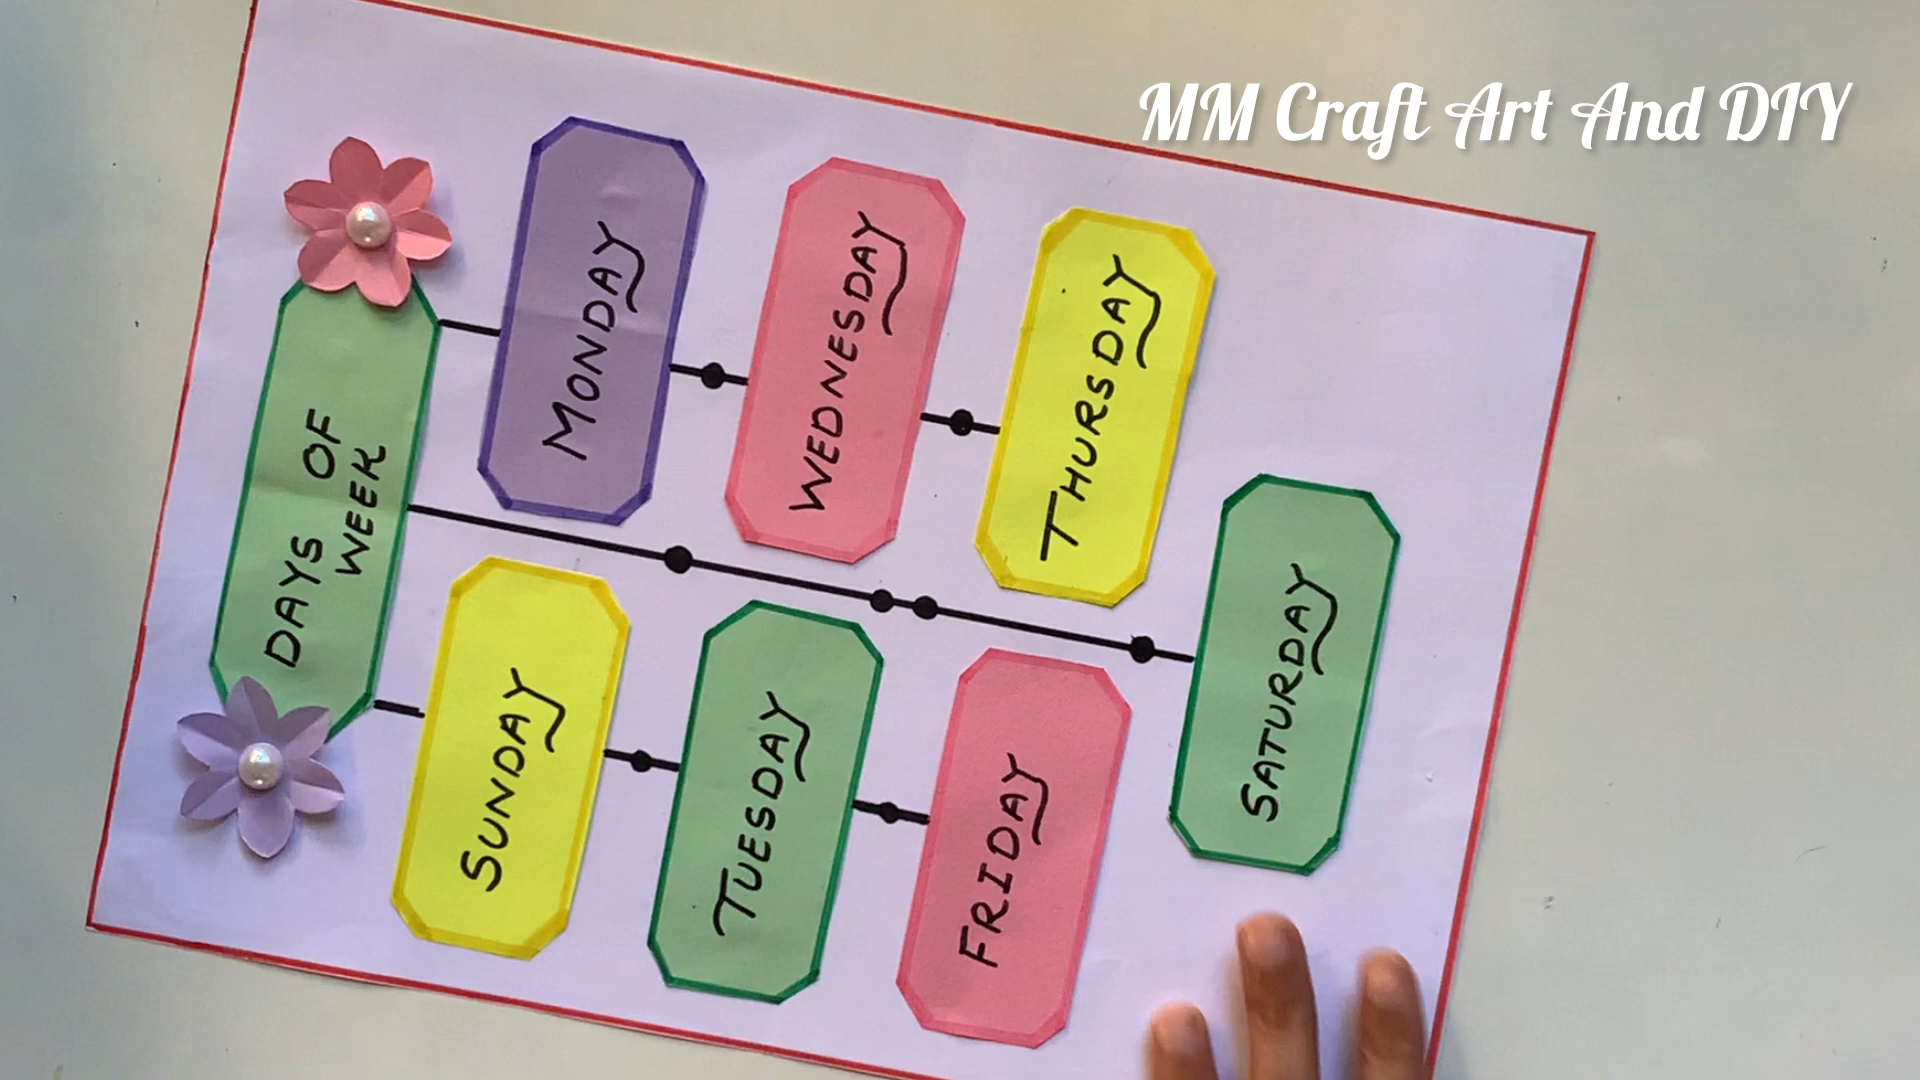 MM Craft Art And DIY
DAYS OF
WEEK
SUNDAY
MONDAY
TUESDAY
WEDNESDAY
FRIDAY
THURSDAY
SATURDAY